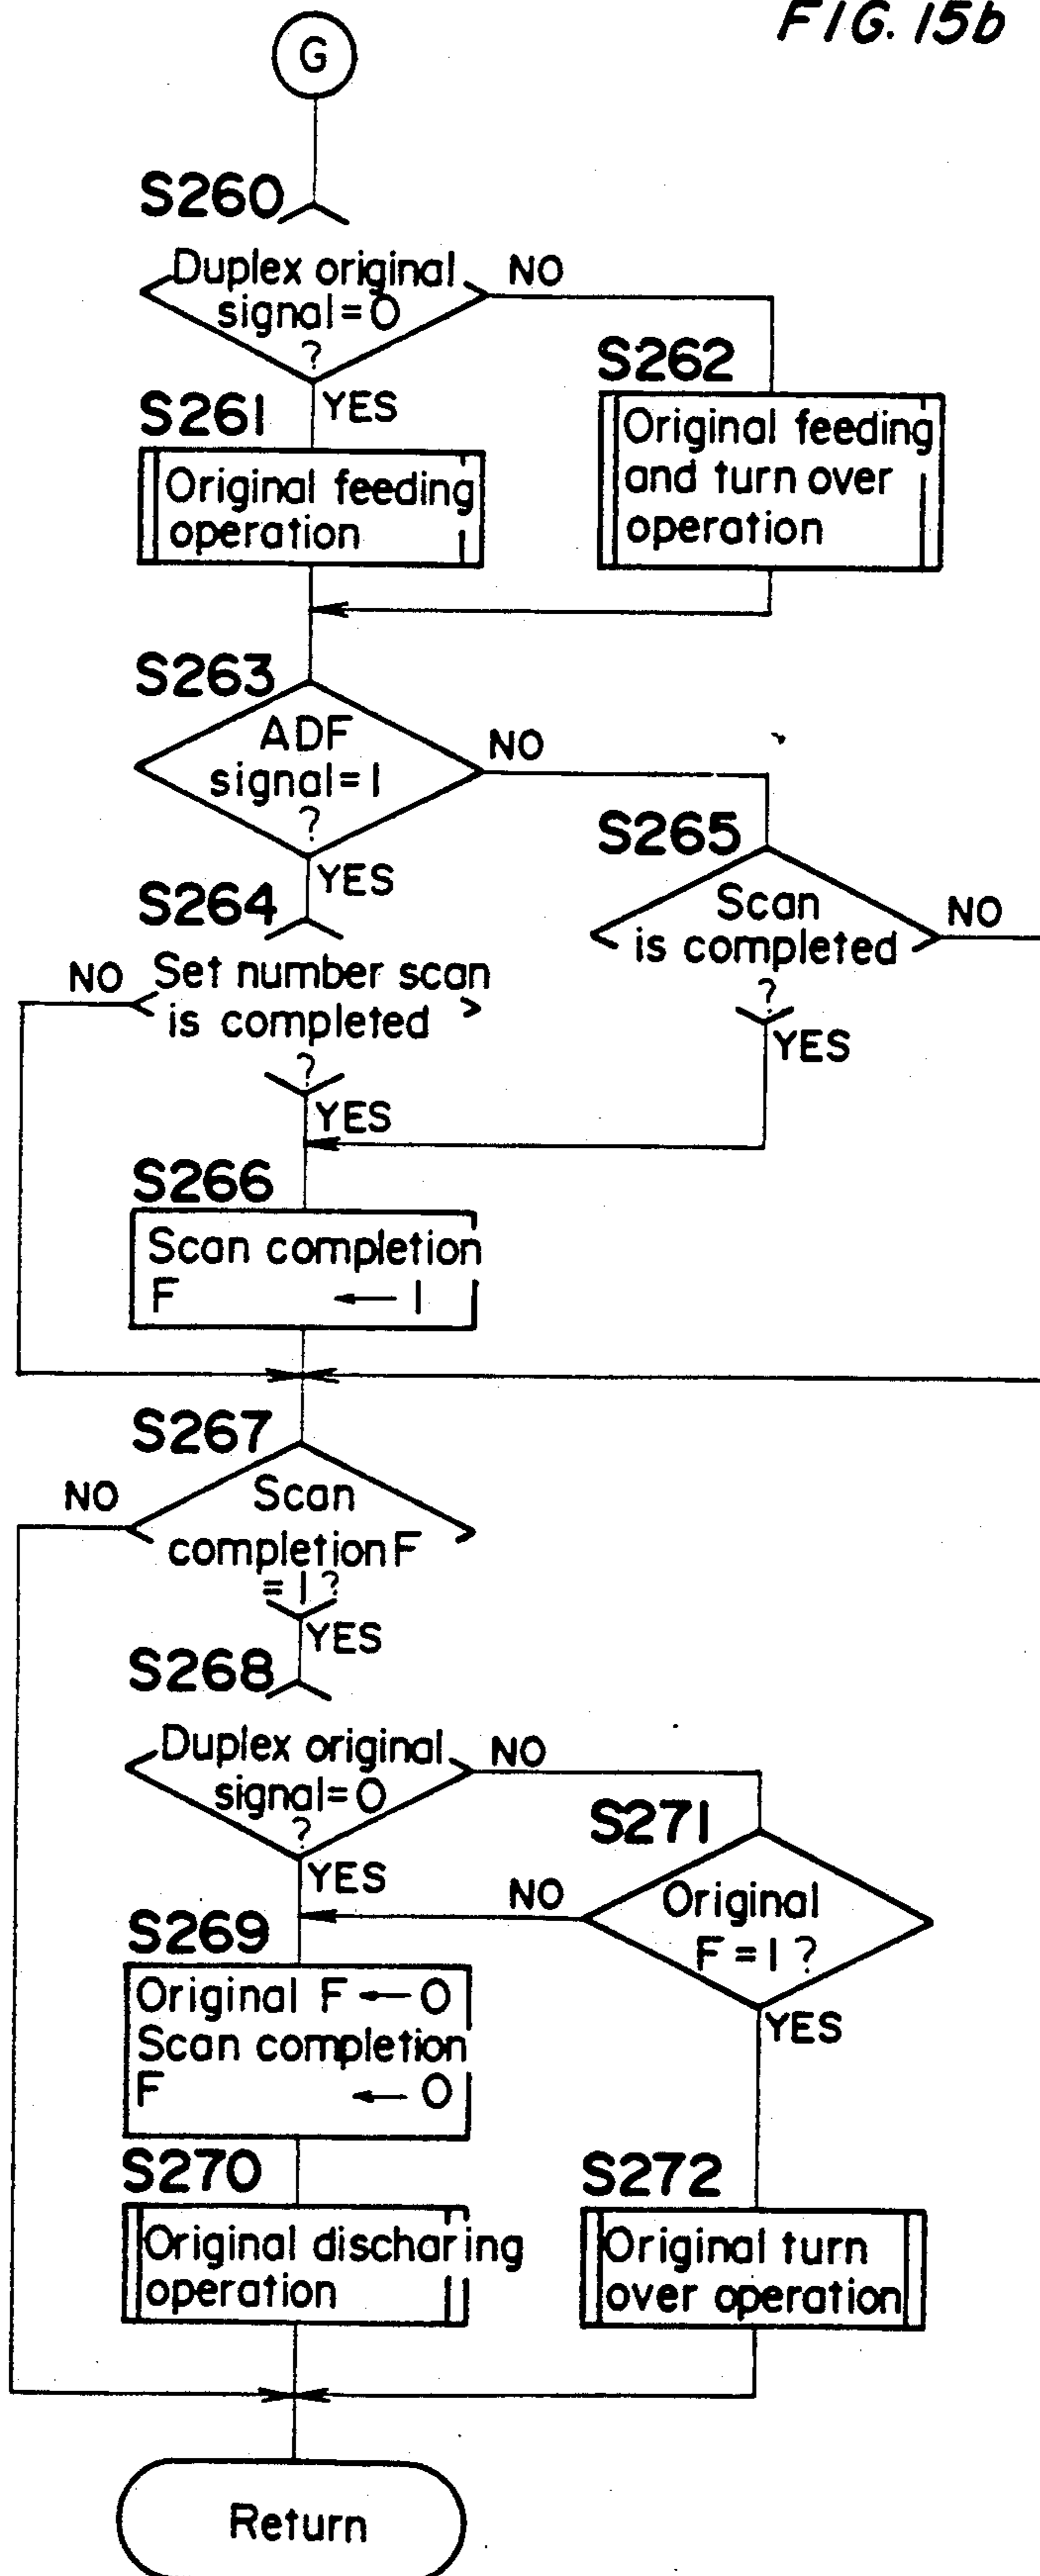 FIG. 15b
G
S260
Duplex original
signal=0
?
NO
YES
S261
Original feeding
operation
S262
Original feeding
and turn over
operation
S263
ADF
signal=1
?
NO
YES
S264
Set number scan
is completed
?
NO
YES
S265
Scan
is completed
?
NO
YES
S266
Scan completion
F ← 1
S267
Scan
completion F
=1?
NO
YES
S268
Duplex original
signal=0
?
NO
YES
S271
Original
F=1?
NO
YES
S269
Original F ← 0
Scan completion
F ← 0
S270
Original discharing
operation
S272
Original turn
over operation
Return